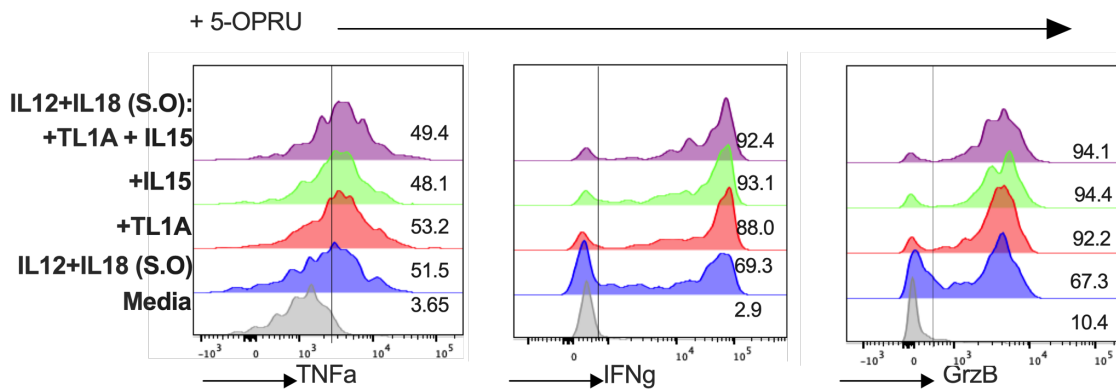 + 5-OPRU
IL12+IL18 (S.O):
+TL1A + IL15
+IL15
+TL1A
IL12+IL18 (S.O)
Media
49.4
48.1
53.2
51.5
3.65
-10³ 0 10³ 10⁴ 10⁵
TNFa
92.4
93.1
88.0
69.3
2.9
0 10⁴ 10⁵
IFNg
94.1
94.4
92.2
67.3
10.4
-10³ 0 10³ 10⁴ 10⁵
GrzB